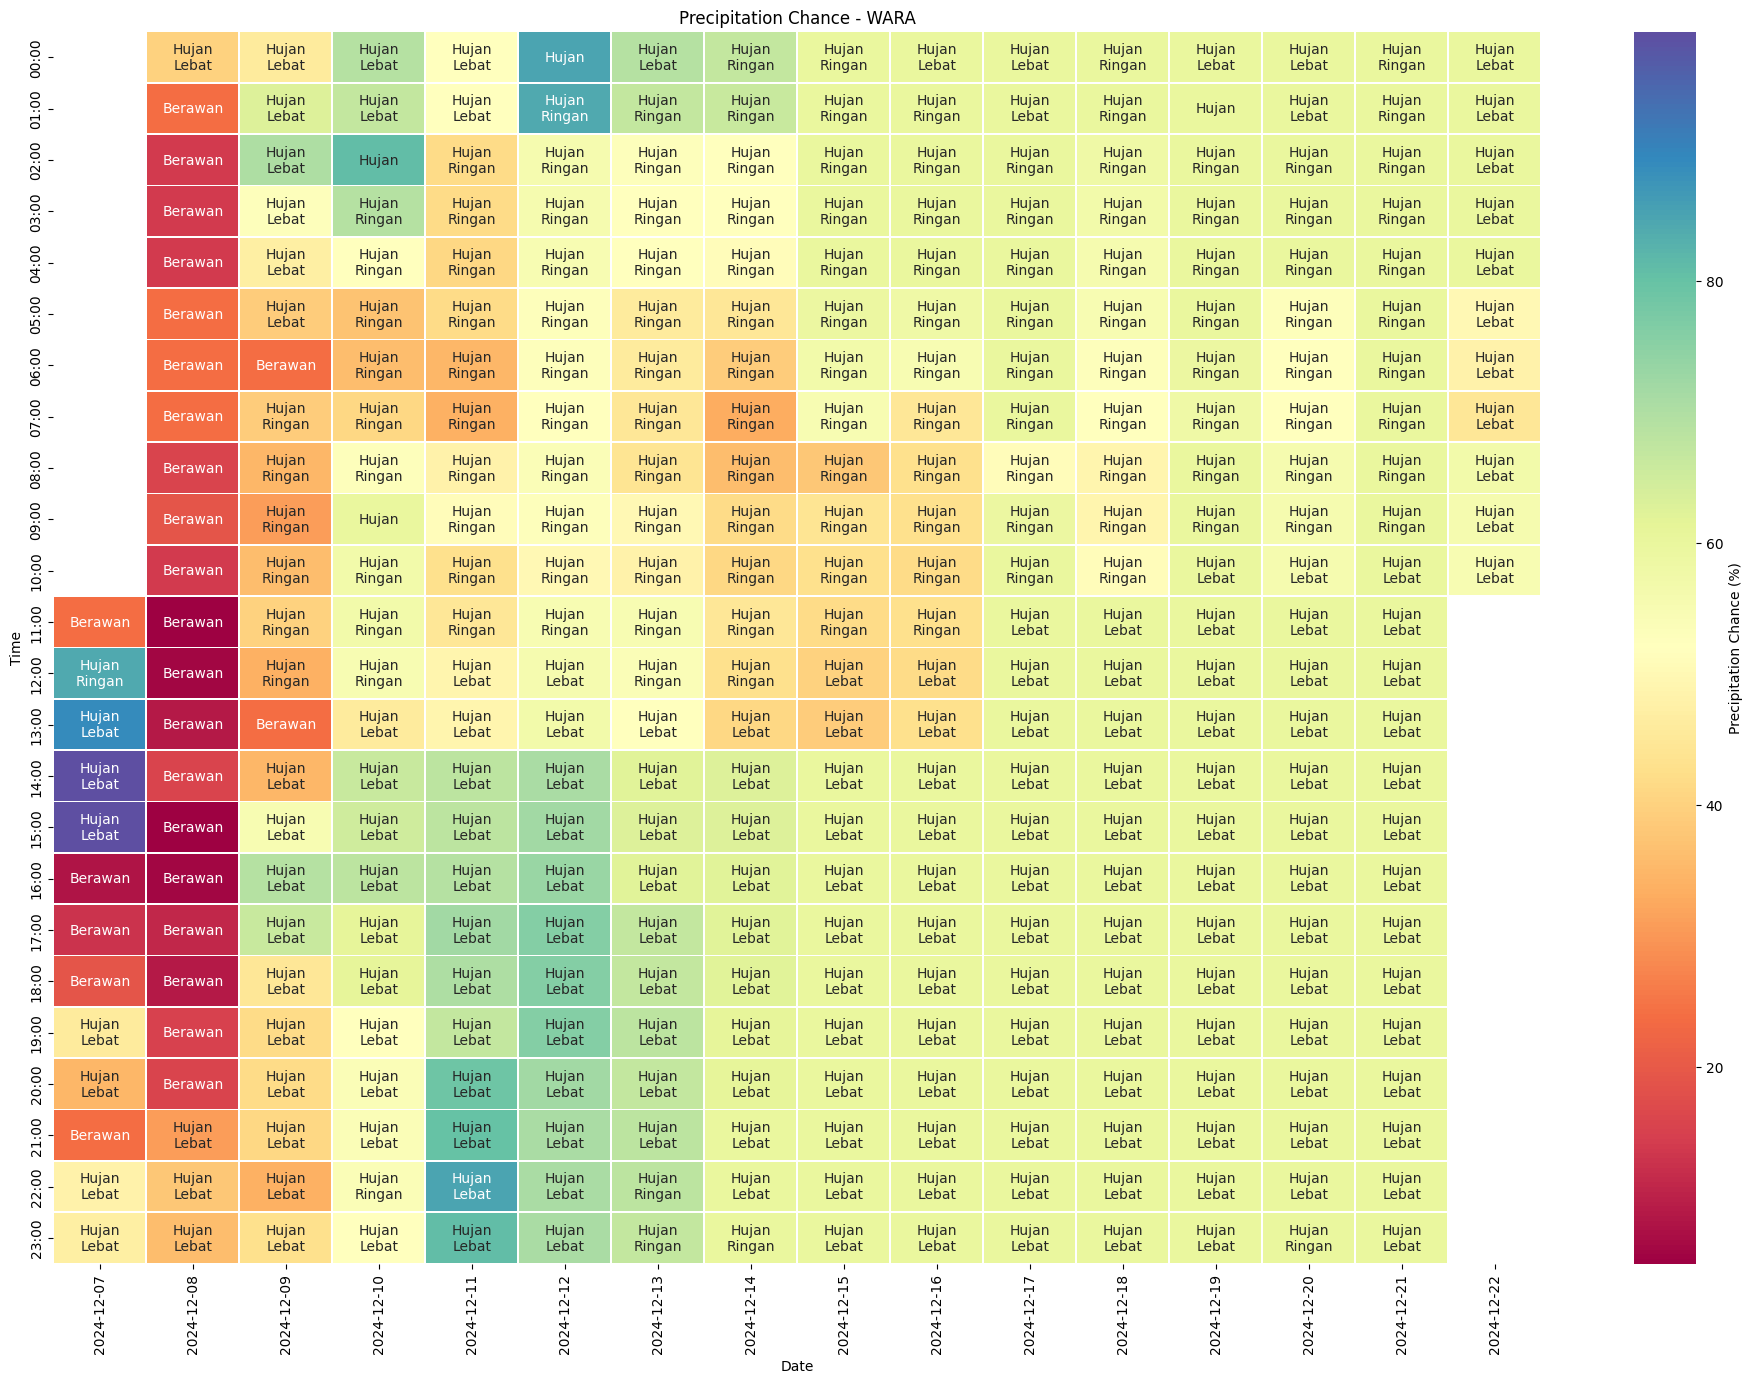 Precipitation Chance - WARA
00:00 Hujan Lebat Hujan Lebat Hujan Lebat Hujan Lebat Hujan Hujan Lebat Hujan Ringan Hujan Ringan Hujan Lebat Hujan Lebat Hujan Ringan Hujan Lebat Hujan Lebat Hujan Ringan Hujan Lebat
01:00 Berawan Hujan Lebat Hujan Lebat Hujan Lebat Hujan Ringan Hujan Ringan Hujan Ringan Hujan Ringan Hujan Ringan Hujan Lebat Hujan Ringan Hujan Hujan Lebat Hujan Ringan Hujan Lebat
02:00 Berawan Hujan Lebat Hujan Hujan Ringan Hujan Ringan Hujan Ringan Hujan Ringan Hujan Ringan Hujan Ringan Hujan Ringan Hujan Ringan Hujan Ringan Hujan Ringan Hujan Ringan Hujan Lebat
03:00 Berawan Hujan Lebat Hujan Ringan Hujan Ringan Hujan Ringan Hujan Ringan Hujan Ringan Hujan Ringan Hujan Ringan Hujan Ringan Hujan Ringan Hujan Ringan Hujan Ringan Hujan Ringan Hujan Lebat
04:00 Berawan Hujan Lebat Hujan Ringan Hujan Ringan Hujan Ringan Hujan Ringan Hujan Ringan Hujan Ringan Hujan Ringan Hujan Ringan Hujan Ringan Hujan Ringan Hujan Ringan Hujan Ringan Hujan Lebat
05:00 Berawan Hujan Lebat Hujan Ringan Hujan Ringan Hujan Ringan Hujan Ringan Hujan Ringan Hujan Ringan Hujan Ringan Hujan Ringan Hujan Ringan Hujan Ringan Hujan Ringan Hujan Ringan Hujan Lebat
06:00 Berawan Berawan Hujan Ringan Hujan Ringan Hujan Ringan Hujan Ringan Hujan Ringan Hujan Ringan Hujan Ringan Hujan Ringan Hujan Ringan Hujan Ringan Hujan Ringan Hujan Ringan Hujan Lebat
07:00 Berawan Hujan Ringan Hujan Ringan Hujan Ringan Hujan Ringan Hujan Ringan Hujan Ringan Hujan Ringan Hujan Ringan Hujan Ringan Hujan Ringan Hujan Ringan Hujan Ringan Hujan Ringan Hujan Lebat
08:00 Berawan Hujan Ringan Hujan Ringan Hujan Ringan Hujan Ringan Hujan Ringan Hujan Ringan Hujan Ringan Hujan Ringan Hujan Ringan Hujan Ringan Hujan Ringan Hujan Ringan Hujan Ringan Hujan Lebat
09:00 Berawan Hujan Ringan Hujan Hujan Ringan Hujan Ringan Hujan Ringan Hujan Ringan Hujan Ringan Hujan Ringan Hujan Ringan Hujan Ringan Hujan Ringan Hujan Ringan Hujan Ringan Hujan Lebat
10:00 Berawan Hujan Ringan Hujan Ringan Hujan Ringan Hujan Ringan Hujan Ringan Hujan Ringan Hujan Ringan Hujan Ringan Hujan Ringan Hujan Ringan Hujan Lebat Hujan Lebat Hujan Lebat Hujan Lebat
11:00 Berawan Berawan Hujan Ringan Hujan Ringan Hujan Ringan Hujan Ringan Hujan Ringan Hujan Ringan Hujan Ringan Hujan Ringan Hujan Lebat Hujan Lebat Hujan Lebat Hujan Lebat Hujan Lebat
12:00 Hujan Ringan Berawan Hujan Ringan Hujan Ringan Hujan Lebat Hujan Lebat Hujan Ringan Hujan Ringan Hujan Lebat Hujan Lebat Hujan Lebat Hujan Lebat Hujan Lebat Hujan Lebat Hujan Lebat
13:00 Hujan Lebat Berawan Berawan Hujan Lebat Hujan Lebat Hujan Lebat Hujan Lebat Hujan Lebat Hujan Lebat Hujan Lebat Hujan Lebat Hujan Lebat Hujan Lebat Hujan Lebat Hujan Lebat
14:00 Hujan Lebat Berawan Hujan Lebat Hujan Lebat Hujan Lebat Hujan Lebat Hujan Lebat Hujan Lebat Hujan Lebat Hujan Lebat Hujan Lebat Hujan Lebat Hujan Lebat Hujan Lebat Hujan Lebat
15:00 Hujan Lebat Berawan Hujan Lebat Hujan Lebat Hujan Lebat Hujan Lebat Hujan Lebat Hujan Lebat Hujan Lebat Hujan Lebat Hujan Lebat Hujan Lebat Hujan Lebat Hujan Lebat Hujan Lebat
16:00 Berawan Berawan Hujan Lebat Hujan Lebat Hujan Lebat Hujan Lebat Hujan Lebat Hujan Lebat Hujan Lebat Hujan Lebat Hujan Lebat Hujan Lebat Hujan Lebat Hujan Lebat Hujan Lebat
17:00 Berawan Berawan Hujan Lebat Hujan Lebat Hujan Lebat Hujan Lebat Hujan Lebat Hujan Lebat Hujan Lebat Hujan Lebat Hujan Lebat Hujan Lebat Hujan Lebat Hujan Lebat Hujan Lebat
18:00 Berawan Berawan Hujan Lebat Hujan Lebat Hujan Lebat Hujan Lebat Hujan Lebat Hujan Lebat Hujan Lebat Hujan Lebat Hujan Lebat Hujan Lebat Hujan Lebat Hujan Lebat Hujan Lebat
19:00 Hujan Lebat Berawan Hujan Lebat Hujan Lebat Hujan Lebat Hujan Lebat Hujan Lebat Hujan Lebat Hujan Lebat Hujan Lebat Hujan Lebat Hujan Lebat Hujan Lebat Hujan Lebat Hujan Lebat
20:00 Hujan Lebat Berawan Hujan Lebat Hujan Lebat Hujan Lebat Hujan Lebat Hujan Lebat Hujan Lebat Hujan Lebat Hujan Lebat Hujan Lebat Hujan Lebat Hujan Lebat Hujan Lebat Hujan Lebat
21:00 Berawan Hujan Lebat Hujan Lebat Hujan Lebat Hujan Lebat Hujan Lebat Hujan Lebat Hujan Lebat Hujan Lebat Hujan Lebat Hujan Lebat Hujan Lebat Hujan Lebat Hujan Lebat Hujan Lebat
22:00 Hujan Lebat Hujan Lebat Hujan Lebat Hujan Ringan Hujan Lebat Hujan Lebat Hujan Ringan Hujan Lebat Hujan Lebat Hujan Lebat Hujan Lebat Hujan Lebat Hujan Lebat Hujan Lebat Hujan Lebat
23:00 Hujan Lebat Hujan Lebat Hujan Lebat Hujan Lebat Hujan Lebat Hujan Lebat Hujan Ringan Hujan Ringan Hujan Lebat Hujan Lebat Hujan Lebat Hujan Lebat Hujan Lebat Hujan Ringan Hujan Lebat
Time
2024-12-07 2024-12-08 2024-12-09 2024-12-10 2024-12-11 2024-12-12 2024-12-13 2024-12-14 2024-12-15 2024-12-16 2024-12-17 2024-12-18 2024-12-19 2024-12-20 2024-12-21 2024-12-22
Date
80
60
40
20
Precipitation Chance (%)